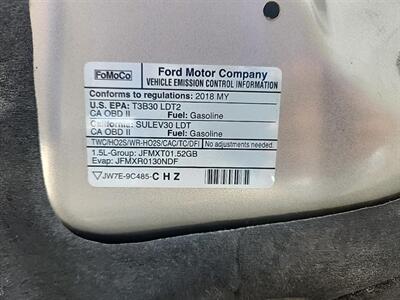 FoMoCo
Ford Motor Company
VEHICLE EMISSION CONTROL INFORMATION
Conforms to regulations: 2018 MY
U.S. EPA: T3B30 LDT2
CA OBD II Fuel: Gasoline
California: SULEV30 LDT
CA OBD II Fuel: Gasoline
TWC/HO2S/WR-HO2S/CAC/TC/DFI No adjustments needed
1.5L-Group: JFMXT01.52GB
Evap: JFMXR0130NDF
JW7E-9C485-CHZ